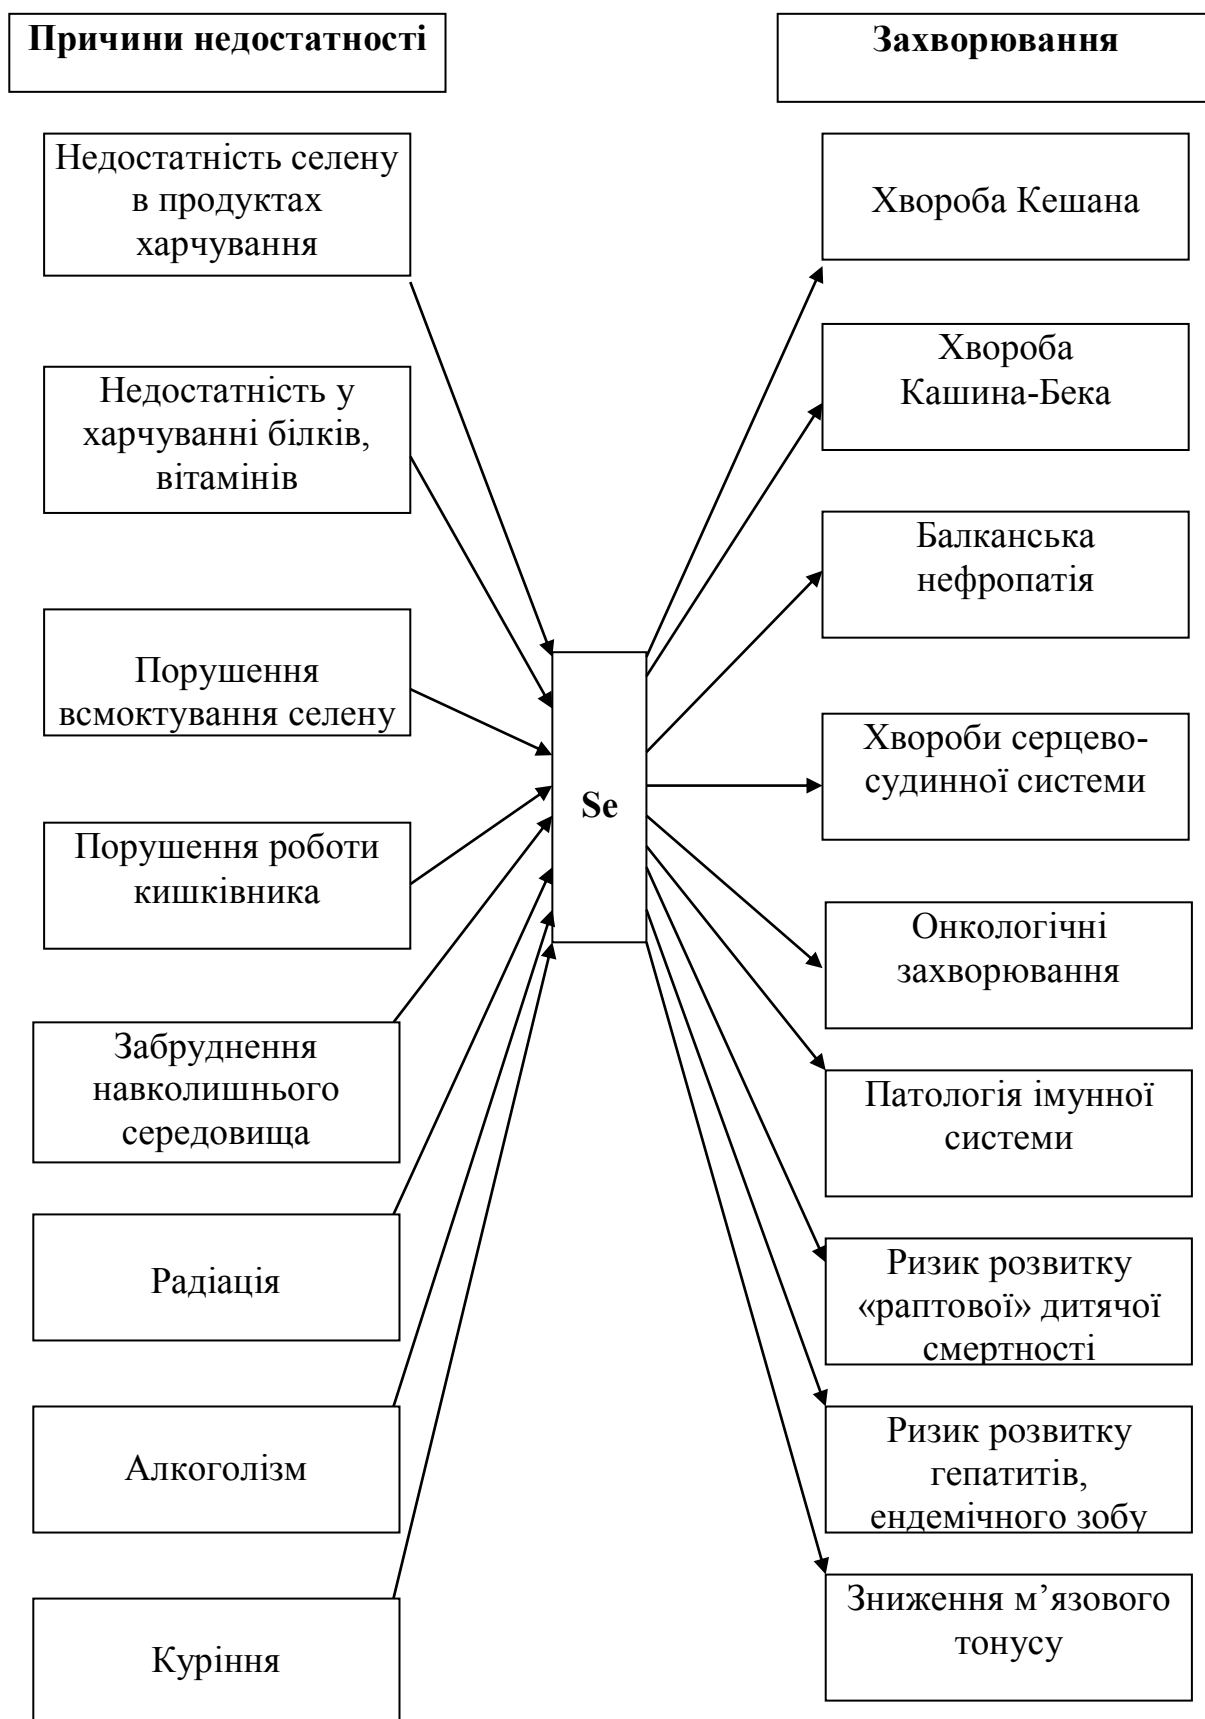 Причини недостатності
Недостатність селену
в продуктах
харчування
Недостатність у
харчуванні білків,
вітамінів
Порушення
всмоктування селену
Порушення роботи
кишківника
Забруднення
навколишнього
середовища
Радіація
Алкоголізм
Куріння
Se
Захворювання
Хвороба Кешана
Хвороба
Кашина-Бека
Балканська
нефропатія
Хвороби серцево-
судинної системи
Онкологічні
захворювання
Патологія імунної
системи
Ризик розвитку
«раптової» дитячої
смертності
Ризик розвитку
гепатитів,
ендемічного зобу
Зниження м’язового
тонусу